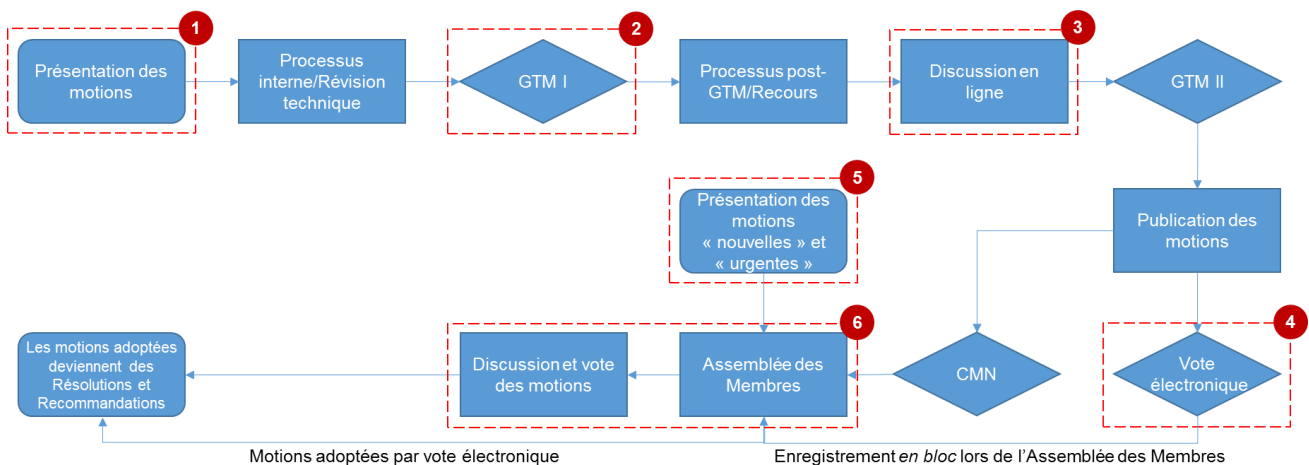 1
Présentation des
motions
Processus
interne/Révision
technique
2
GTM I
Processus post-
GTM/Recours
3
Discussion en
ligne
GTM II
5
Présentation des
motions
« nouvelles » et
« urgentes »
Publication des
motions
6
4
Les motions adoptées
deviennent des
Résolutions et
Recommandations
Discussion et vote
des motions
Assemblée des
Membres
CMN
Vote
électronique
Motions adoptées par vote électronique
Enregistrement en bloc lors de l'Assemblée des Membres